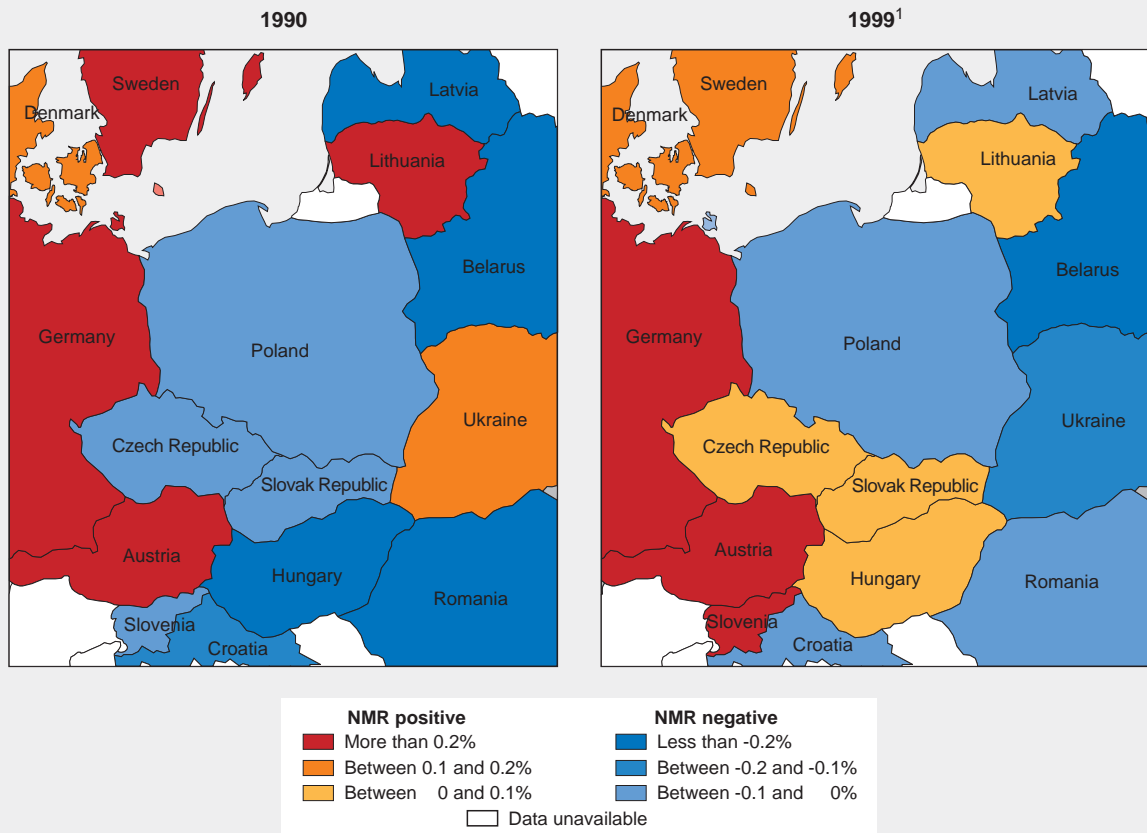 1990
1999¹
Sweden
Denmark
Latvia
Lithuania
Belarus
Germany
Poland
Ukraine
Czech Republic
Slovak Republic
Austria
Hungary
Romania
Slovenia
Croatia
Sweden
Denmark
Latvia
Lithuania
Belarus
Germany
Poland
Ukraine
Czech Republic
Slovak Republic
Austria
Hungary
Romania
Slovenia
Croatia
NMR positive
More than 0.2%
Between 0.1 and 0.2%
Between 0 and 0.1%
NMR negative
Less than -0.2%
Between -0.2 and -0.1%
Between -0.1 and 0%
Data unavailable